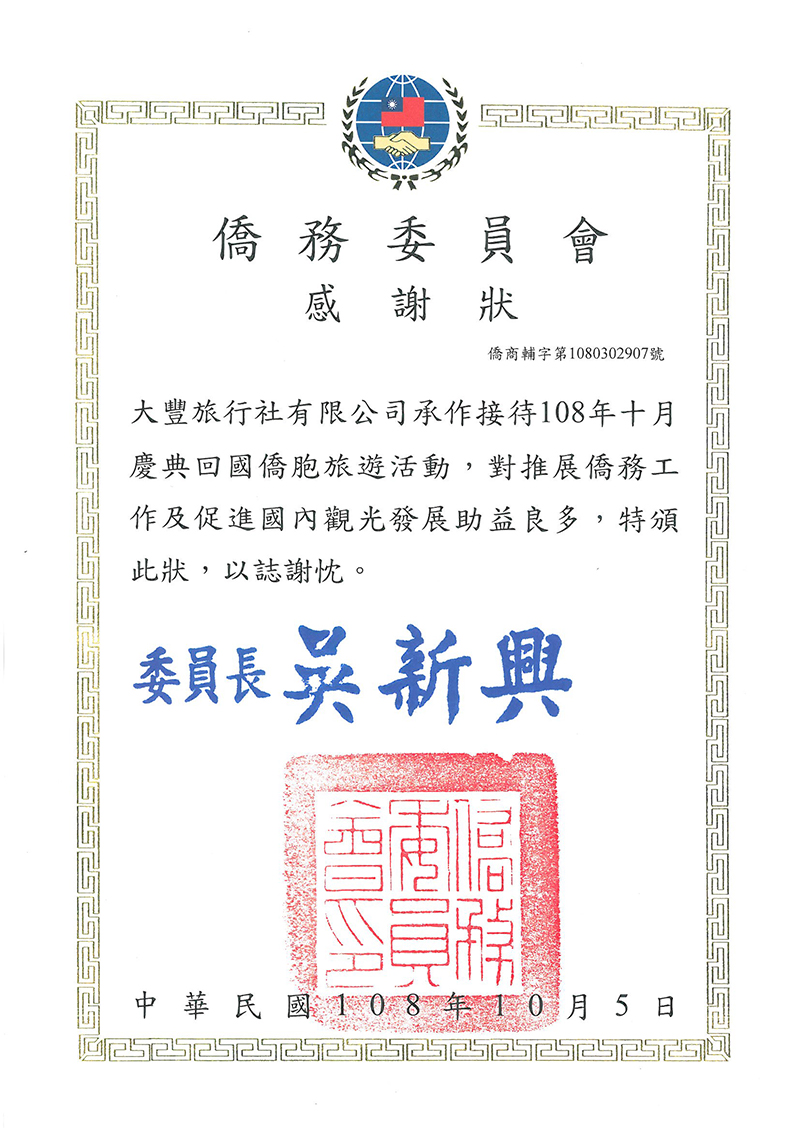 僑務委員會
感謝狀
僑商輔字第1080302907號
大豐旅行社有限公司承作接待108年十月
慶典回國僑胞旅遊活動，對推展僑務工
作及促進國內觀光發展助益良多，特頒
此狀，以誌謝忱。
委員長 吳新興
僑務
委員
會印
中華民國108年10月5日